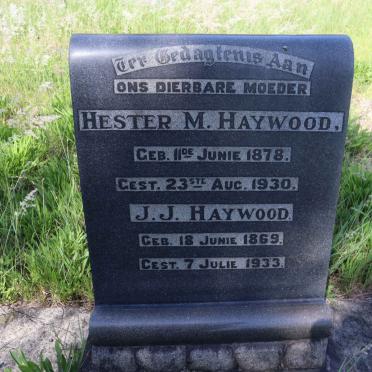 Ter Gedagtenis Aan
ONS DIERBARE MOEDER
HESTER M. HAYWOOD,
GEB. 11DE JUNIE 1878.
GEST. 23STE AUG. 1930.
J.J. HAYWOOD.
GEB. 18 JUNIE 1869.
GEST. 7 JULIE 1933.